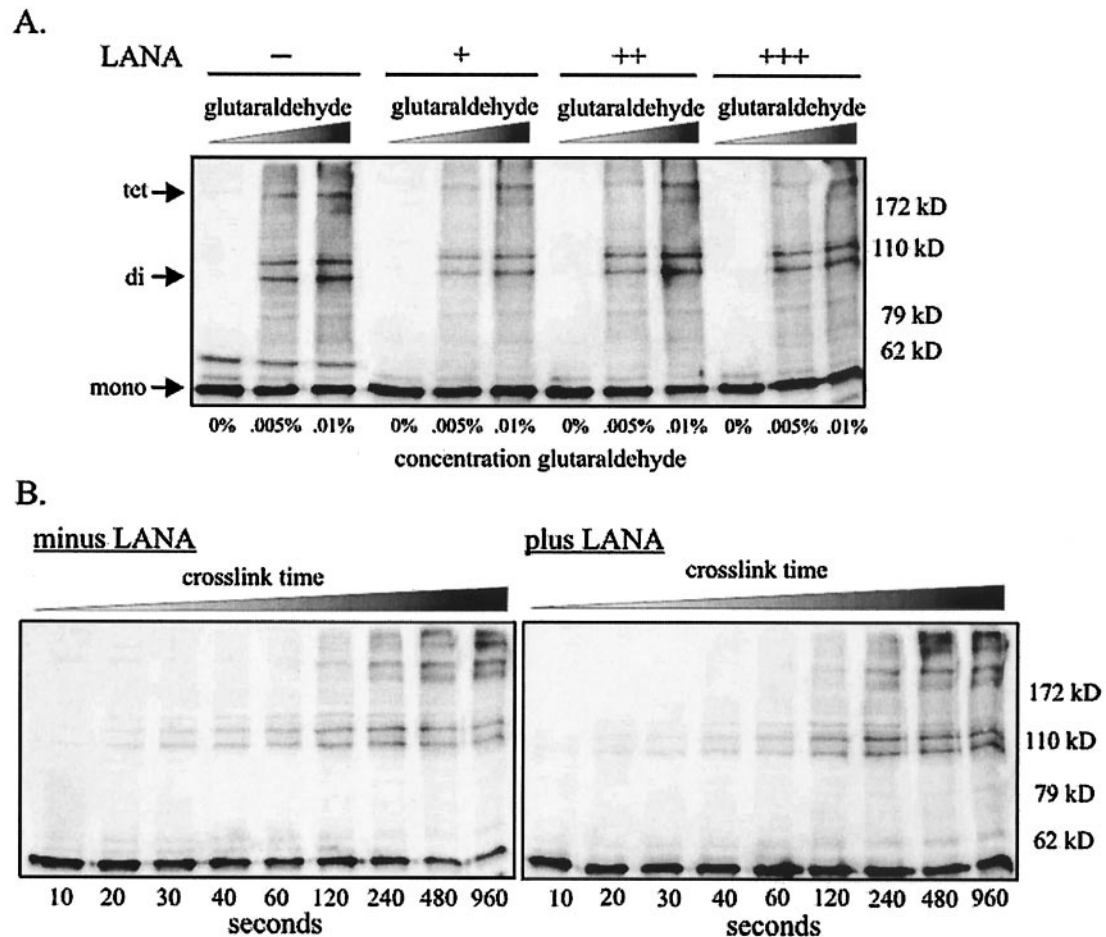 A.
LANA − + ++ +++
glutaraldehyde glutaraldehyde glutaraldehyde glutaraldehyde
tet
172 kD
110 kD
di
79 kD
62 kD
mono
0% .005% .01% 0% .005% .01% 0% .005% .01% 0% .005% .01%
concentration glutaraldehyde
B.
minus LANA plus LANA
crosslink time crosslink time
172 kD
110 kD
79 kD
62 kD
10 20 30 40 60 120 240 480 960 10 20 30 40 60 120 240 480 960
seconds seconds